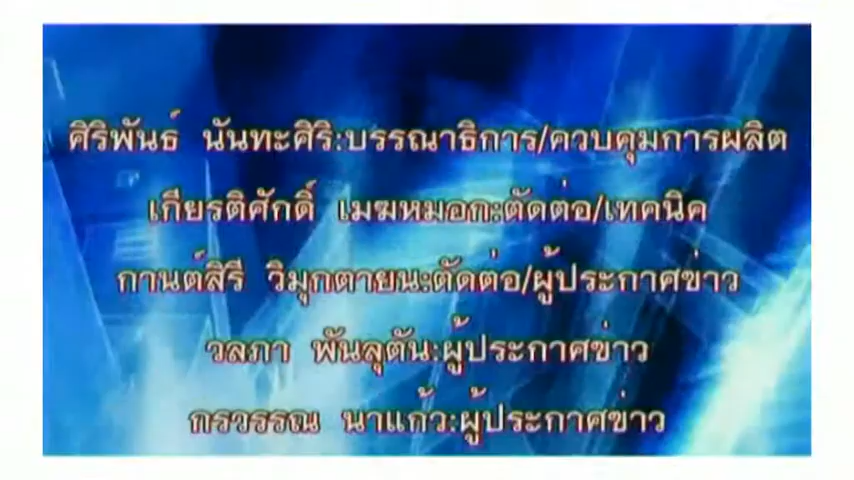 ศิริพันธ์ นันทะศิริ:บรรณาธิการ/ควบคุมการผลิต
เกียรติศักดิ์ เมฆหมอก:ตัดต่อ/เทคนิค
กานต์สิรี วิมุกตายน:ตัดต่อ/ผู้ประกาศข่าว
วลภา พันลุตัน:ผู้ประกาศข่าว
กรวรรณ นาแก้ว:ผู้ประกาศข่าว